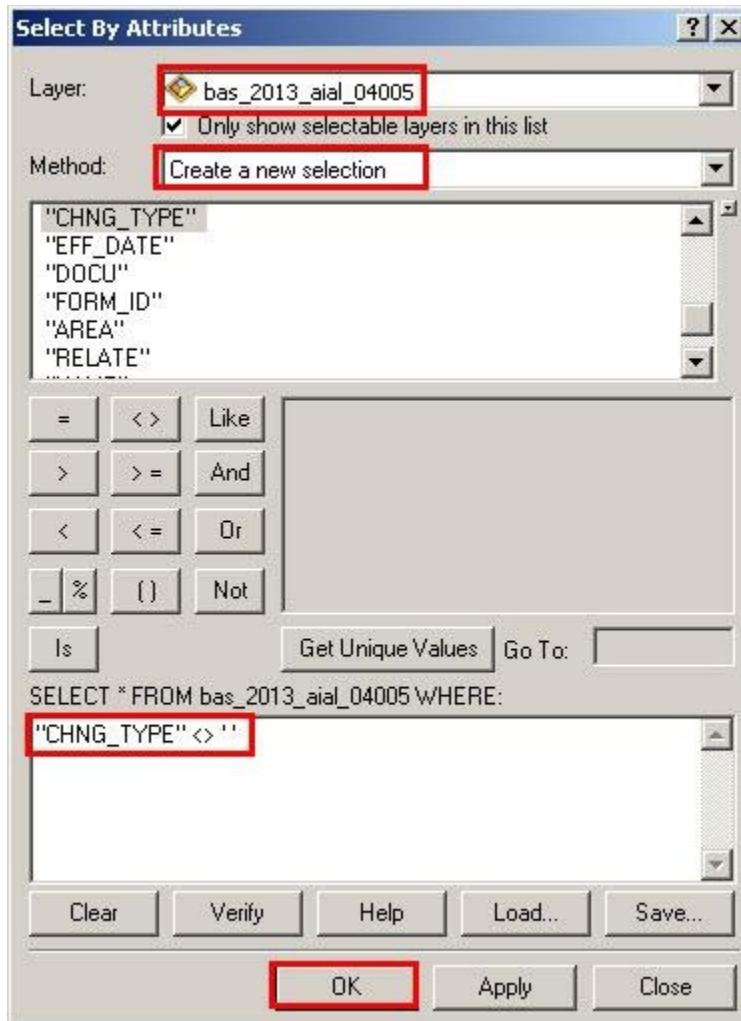 Select By Attributes ? X
Layer: bas_2013_aial_04005
Only show selectable layers in this list
Method: Create a new selection
"CHNG_TYPE"
"EFF_DATE"
"DOCU"
"FORM_ID"
"AREA"
"RELATE"
= < > Like
> > = And
< < = Or
_ % ( ) Not
Is Get Unique Values Go To:
SELECT * FROM bas_2013_aial_04005 WHERE:
"CHNG_TYPE" <> ' '
Clear Verify Help Load... Save...
OK Apply Close